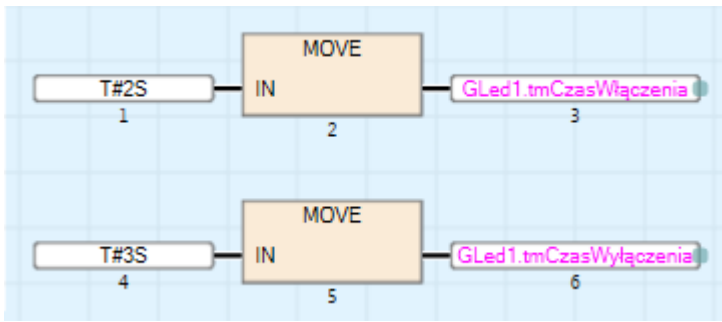 MOVE
T#2S IN GLed1.tmCzasWłączenia
1 2 3
MOVE
T#3S IN GLed1.tmCzasWyłączenia
4 5 6